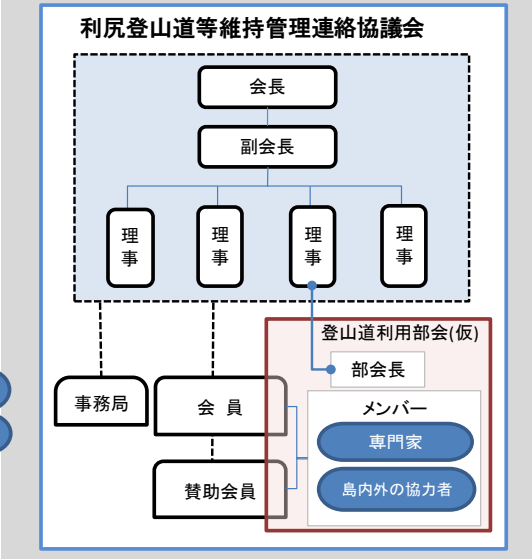 利尻登山道等維持管理連絡協議会
会長
副会長
理事
理事
理事
理事
登山道利用部会(仮)
部会長
事務局
会 員
メンバー
専門家
賛助会員
島内外の協力者